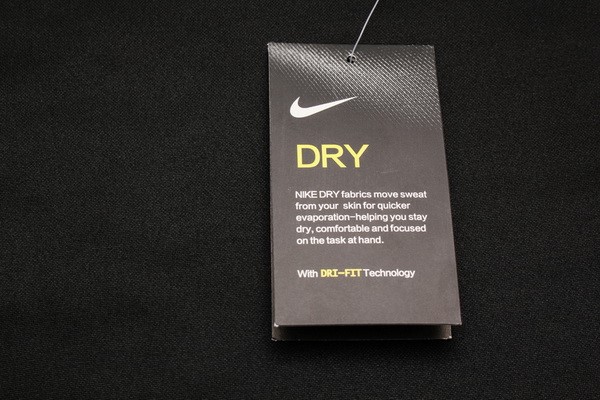 DRY
NIKE DRY fabrics move sweat
from your skin for quicker
evaporation-helping you stay
dry, comfortable and focused
on the task at hand.
With DRI-FIT Technology